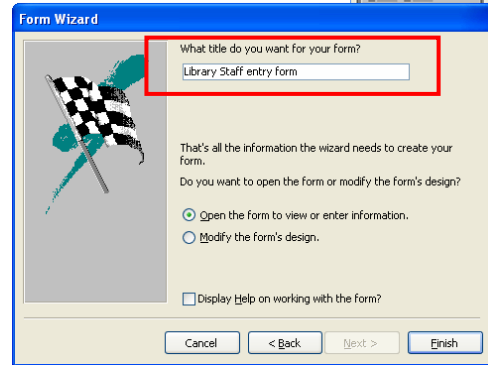 Form Wizard
What title do you want for your form?
Library Staff entry form
That's all the information the wizard needs to create your
form.
Do you want to open the form or modify the form's design?
Open the form to view or enter information.
Modify the form's design.
Display Help on working with the form?
Cancel
< Back
Next >
Finish